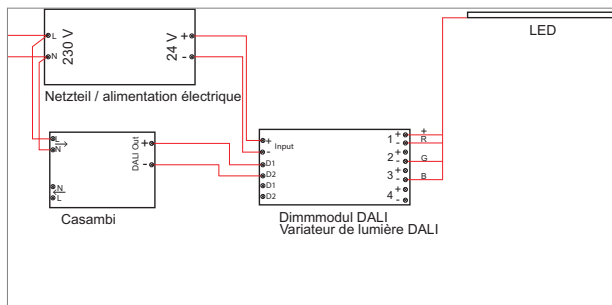 L
N
230 V
24 V
+
-
Netzteil / alimentation électrique
LED
L
N
DALI Out
+
-
N
L
Casambi
+
Input
-
D1
D2
D1
D2
1
+
-
2
+
-
3
+
-
4
+
-
+
R
G
B
Dimmmodul DALI
Variateur de lumière DALI